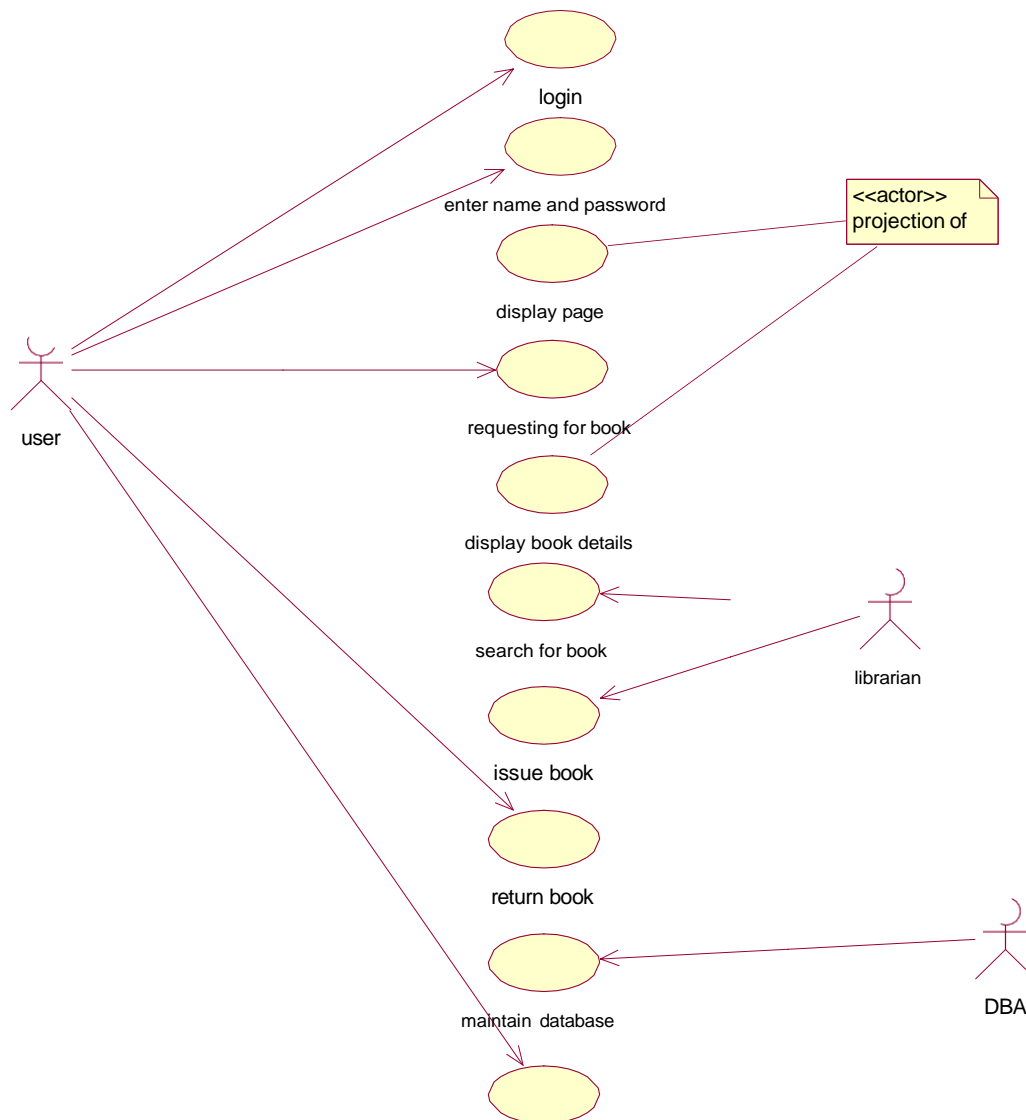 login
enter name and password
<<actor>>
projection of
display page
user
requesting for book
display book details
search for book
librarian
issue book
return book
DBA
maintain database